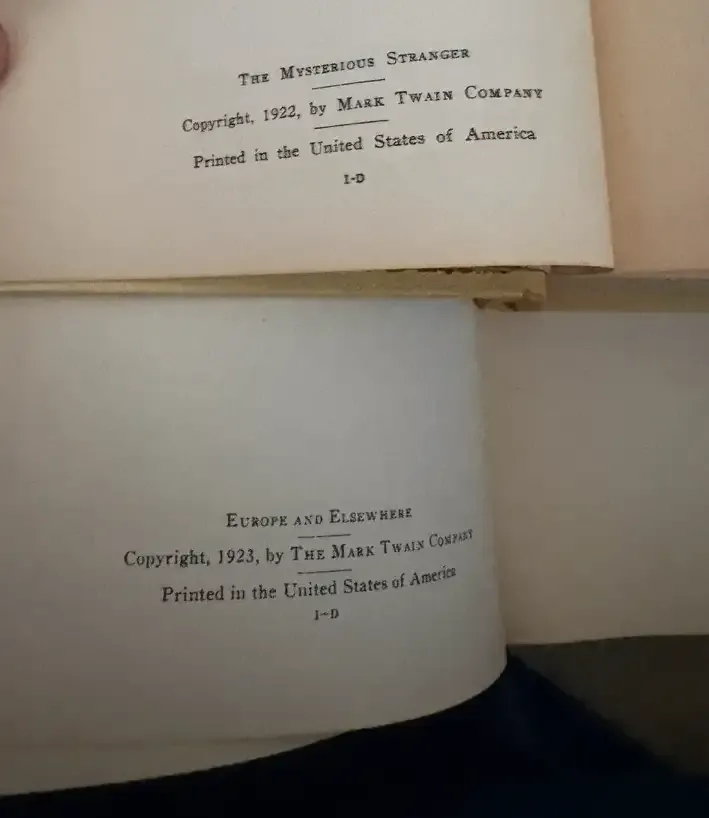 The Mysterious Stranger
Copyright, 1922, by Mark Twain Company
Printed in the United States of America
I-D
Europe and Elsewhere
Copyright, 1923, by The Mark Twain Company
Printed in the United States of America
I-D